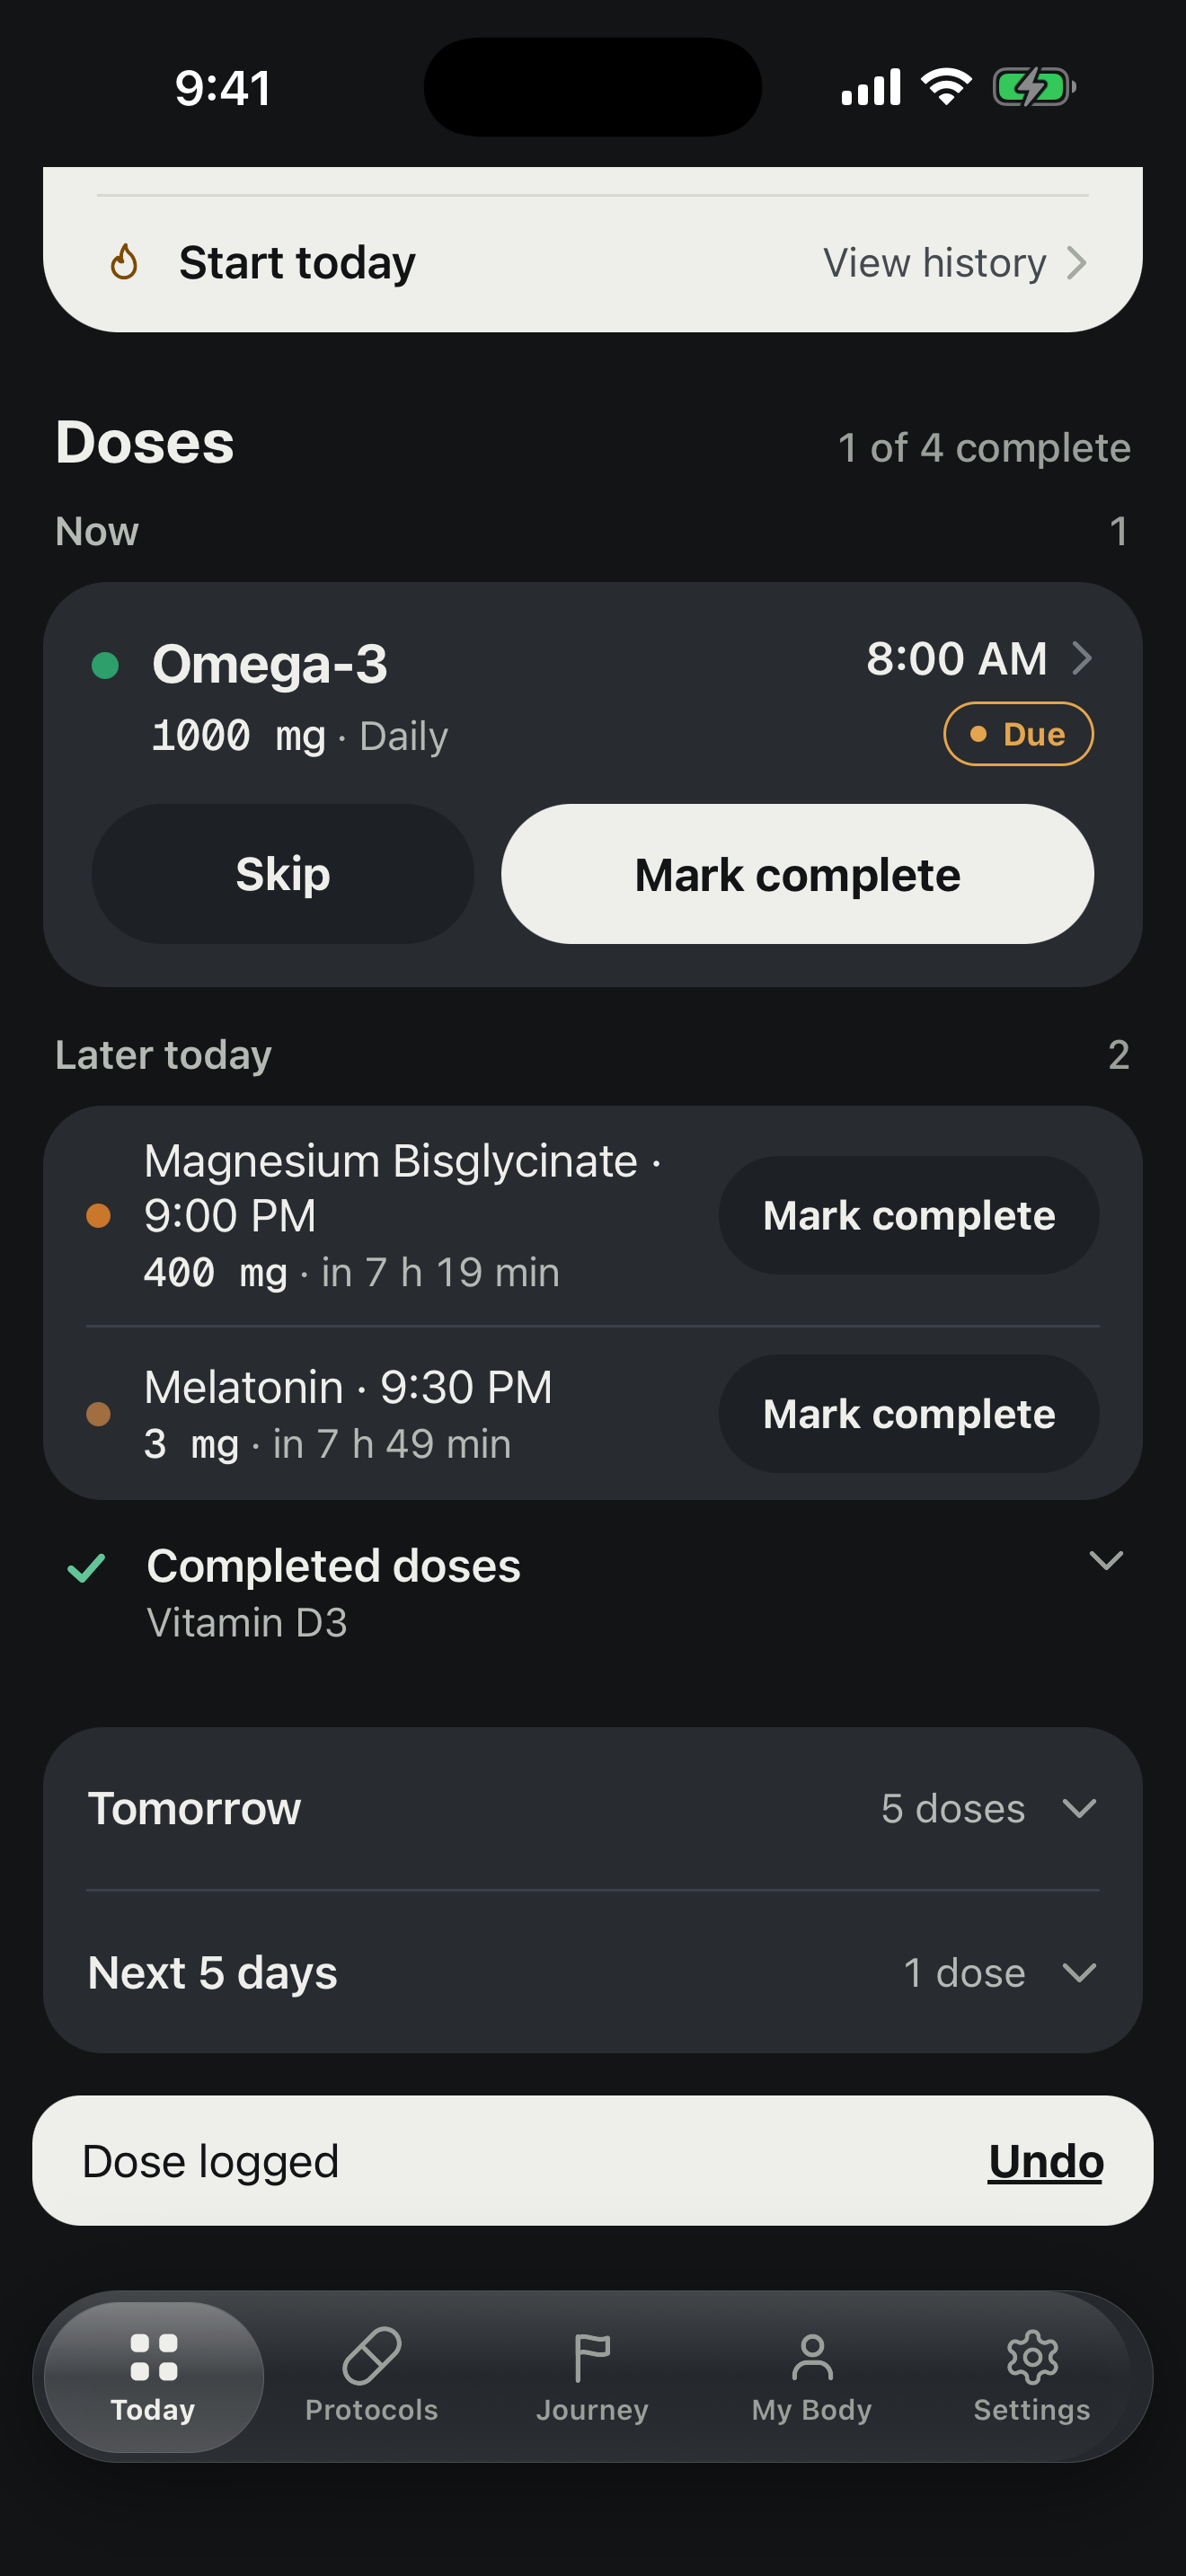 9:41
Start today
View history
Doses
1 of 4 complete
Now
1
Omega-3
8:00 AM
1000 mg · Daily
Due
Skip
Mark complete
Later today
2
Magnesium Bisglycinate ·
9:00 PM
400 mg · in 7 h 19 min
Mark complete
Melatonin · 9:30 PM
3 mg · in 7 h 49 min
Mark complete
Completed doses
Vitamin D3
Tomorrow
5 doses
Next 5 days
1 dose
Dose logged
Undo
Today
Protocols
Journey
My Body
Settings